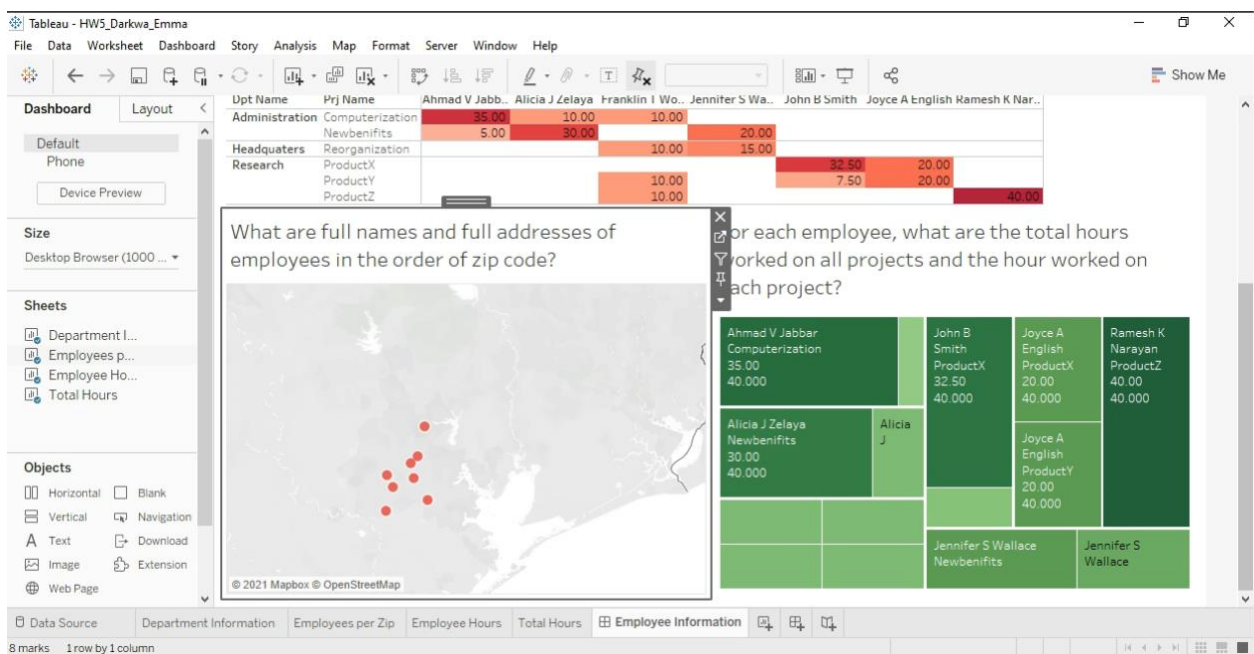 Tableau - HW5_Darkwa_Emma
File Data Worksheet Dashboard Story Analysis Map Format Server Window Help
Show Me
Dashboard Layout
Default
Phone
Device Preview
Size
Desktop Browser (1000 ...
Sheets
Department I...
Employees p...
Employee Ho...
Total Hours
Objects
Horizontal Blank
Vertical Navigation
A Text Download
Image Extension
Web Page
Dpt Name Prj Name Ahmad V Jabb.. Alicia J Zelaya Franklin T Wo.. Jennifer S Wa.. John B Smith Joyce A English Ramesh K Nar..
Administration Computerization 35.00 10.00 10.00
Newbenifits 5.00 30.00 20.00
Headquaters Reorganization 10.00 15.00
Research ProductX 32.50 20.00
ProductY 10.00 7.50 20.00
ProductZ 10.00 40.00
What are full names and full addresses of
employees in the order of zip code?
© 2021 Mapbox © OpenStreetMap
or each employee, what are the total hours
worked on all projects and the hour worked on
ach project?
Ahmad V Jabbar
Computerization
35.00
40.000
Alicia J Zelaya
Newbenifits
30.00
40.000
Alicia
J
John B
Smith
ProductX
32.50
40.000
Joyce A
English
ProductX
20.00
40.000
Joyce A
English
ProductY
20.00
40.000
Ramesh K
Narayan
ProductZ
40.00
40.000
Jennifer S Wallace
Newbenifits
Jennifer S
Wallace
Data Source Department Information Employees per Zip Employee Hours Total Hours Employee Information
8 marks 1 row by 1 column